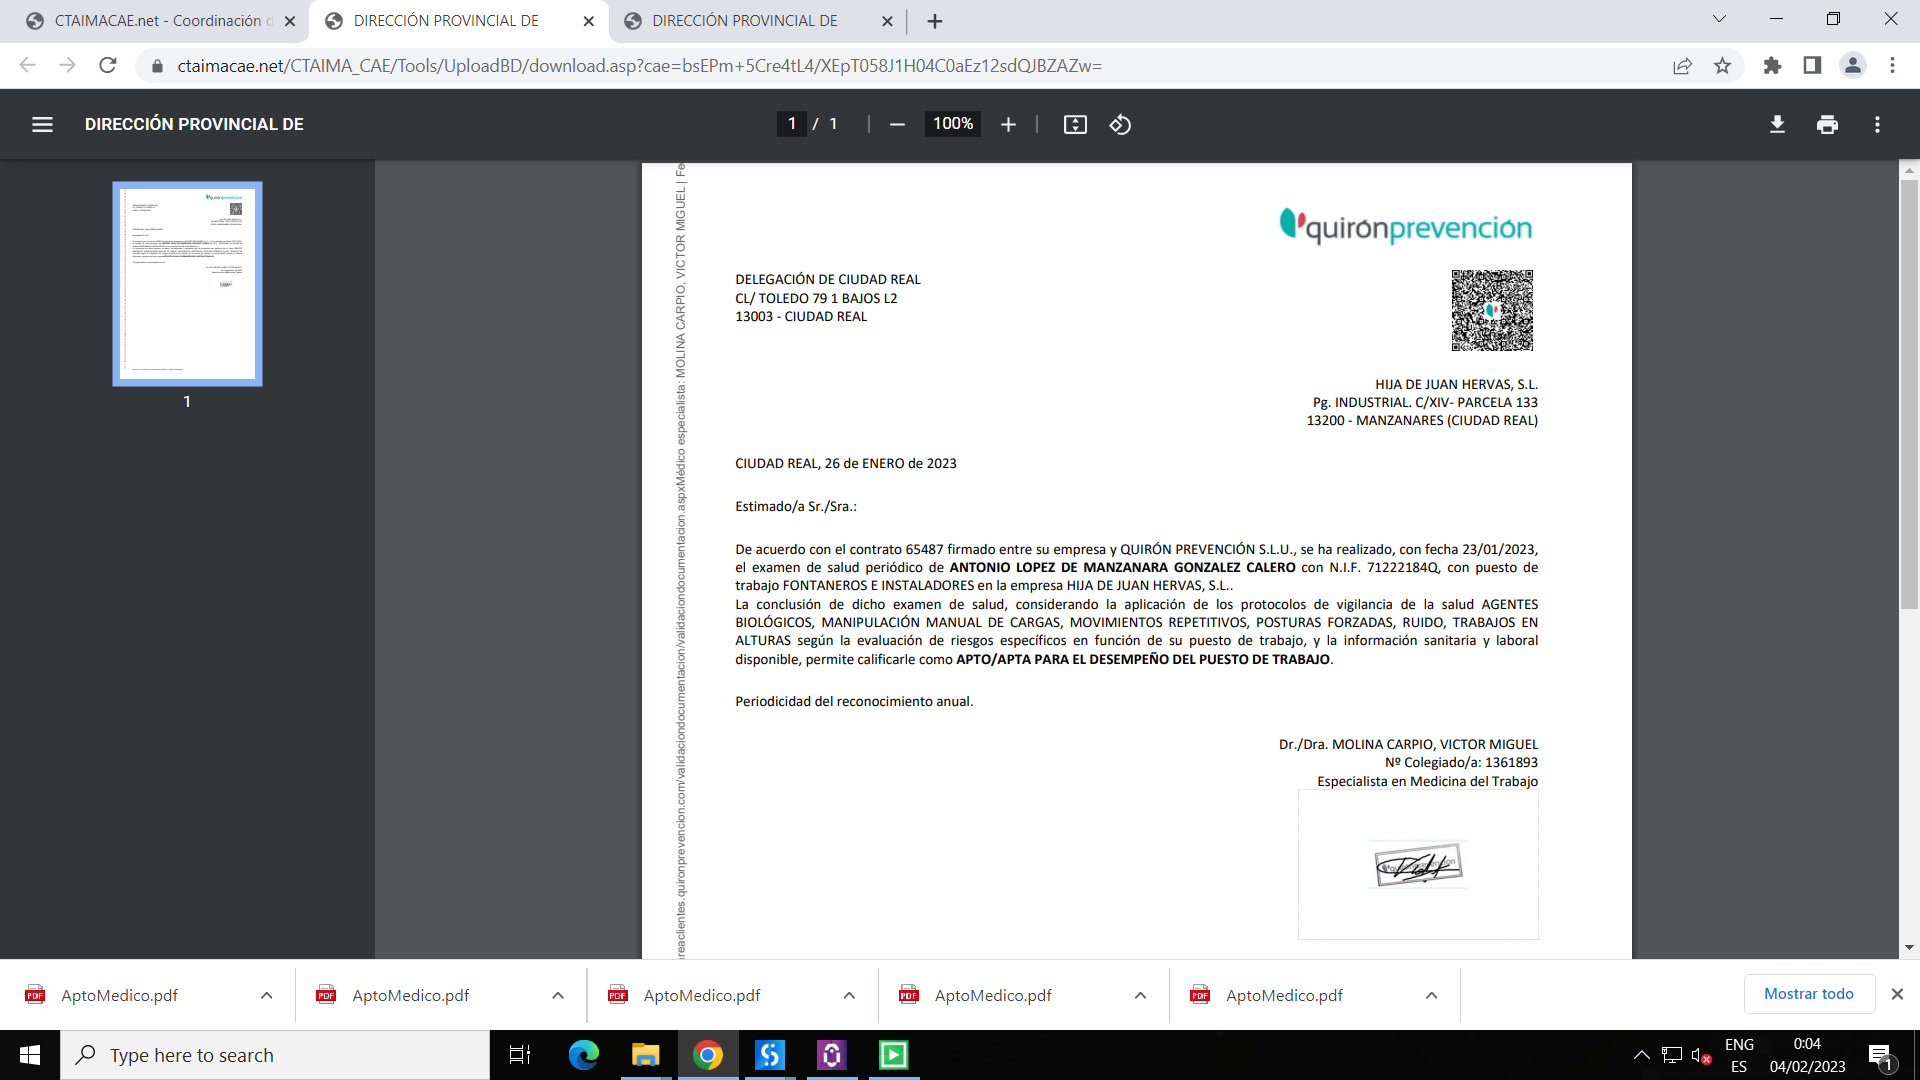 CTAIMACAE.net - Coordinación d
DIRECCIÓN PROVINCIAL DE
DIRECCIÓN PROVINCIAL DE
ctaimacae.net/CTAIMA_CAE/Tools/UploadBD/download.asp?cae=bsEPm+5Cre4tL4/XEpT058J1H04C0aEz12sdQJBZAZw=
DIRECCIÓN PROVINCIAL DE
1 / 1
100%
1
reaclientes.quironprevencion.com/validaciondocumentacion/validaciondocumentacion.aspxMédico especialista: MOLINA CARPIO, VICTOR MIGUEL | Fe
quirónprevención
DELEGACIÓN DE CIUDAD REAL
CL/ TOLEDO 79 1 BAJOS L2
13003 - CIUDAD REAL
HIJA DE JUAN HERVAS, S.L.
Pg. INDUSTRIAL. C/XIV- PARCELA 133
13200 - MANZANARES (CIUDAD REAL)
CIUDAD REAL, 26 de ENERO de 2023
Estimado/a Sr./Sra.:
De acuerdo con el contrato 65487 firmado entre su empresa y QUIRÓN PREVENCIÓN S.L.U., se ha realizado, con fecha 23/01/2023,
el examen de salud periódico de ANTONIO LOPEZ DE MANZANARA GONZALEZ CALERO con N.I.F. 71222184Q, con puesto de
trabajo FONTANEROS E INSTALADORES en la empresa HIJA DE JUAN HERVAS, S.L..
La conclusión de dicho examen de salud, considerando la aplicación de los protocolos de vigilancia de la salud AGENTES
BIOLÓGICOS, MANIPULACIÓN MANUAL DE CARGAS, MOVIMIENTOS REPETITIVOS, POSTURAS FORZADAS, RUIDO, TRABAJOS EN
ALTURAS según la evaluación de riesgos específicos en función de su puesto de trabajo, y la información sanitaria y laboral
disponible, permite calificarle como APTO/APTA PARA EL DESEMPEÑO DEL PUESTO DE TRABAJO.
Periodicidad del reconocimiento anual.
Dr./Dra. MOLINA CARPIO, VICTOR MIGUEL
Nº Colegiado/a: 1361893
Especialista en Medicina del Trabajo
AptoMedico.pdf
AptoMedico.pdf
AptoMedico.pdf
AptoMedico.pdf
AptoMedico.pdf
Mostrar todo
Type here to search
ENG
ES
0:04
04/02/2023
1